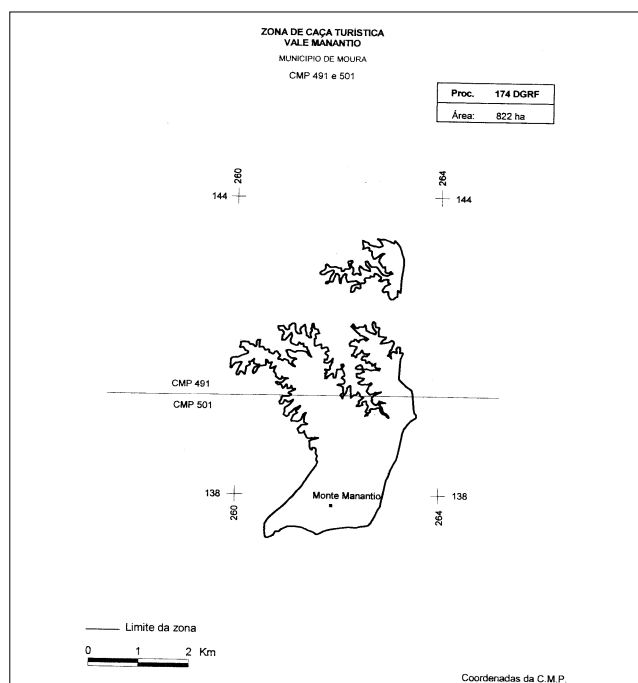 ZONA DE CAÇA TURÍSTICA
VALE MANANTIO
MUNICIPIO DE MOURA
CMP 491 e 501
Proc. 174 DGRF
Área: 822 ha
260
264
144
144
CMP 491
CMP 501
138
Monte Manantio
138
260
264
Limite da zona
0 1 2 Km
Coordenadas da C.M.P.